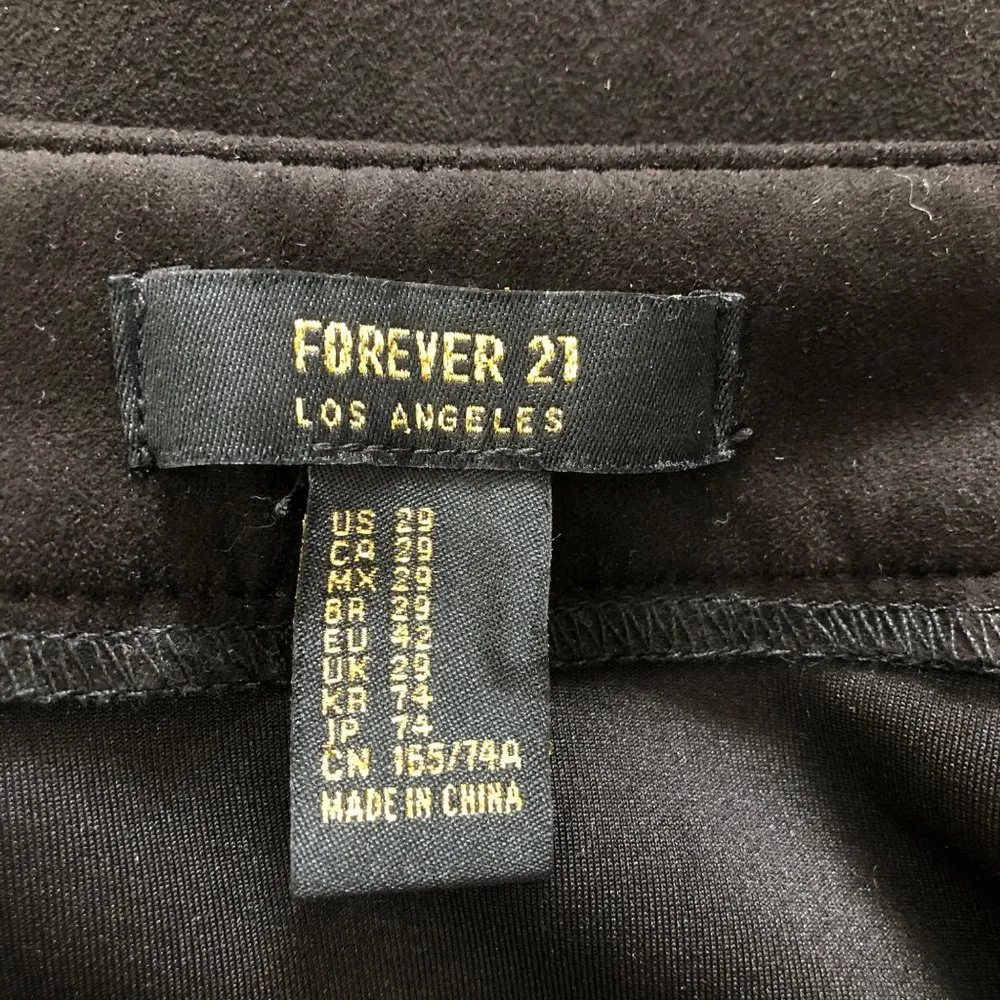 FOREVER 21
LOS ANGELES
US 29
CA 29
MX 29
BR 39
EU 42
UK 29
KR 74
JP 74
CN 165/74A
MADE IN CHINA